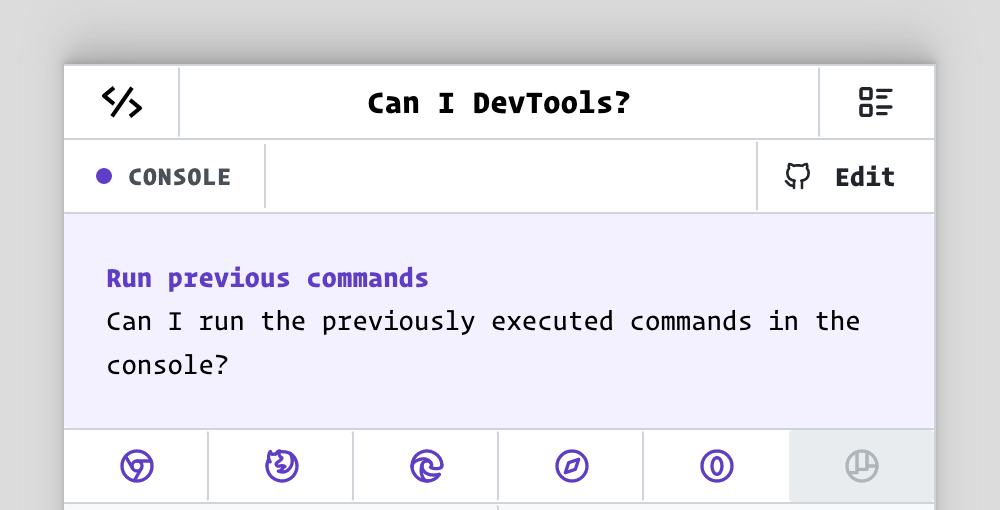 Can I DevTools?
CONSOLE
Edit
Run previous commands
Can I run the previously executed commands in the
console?